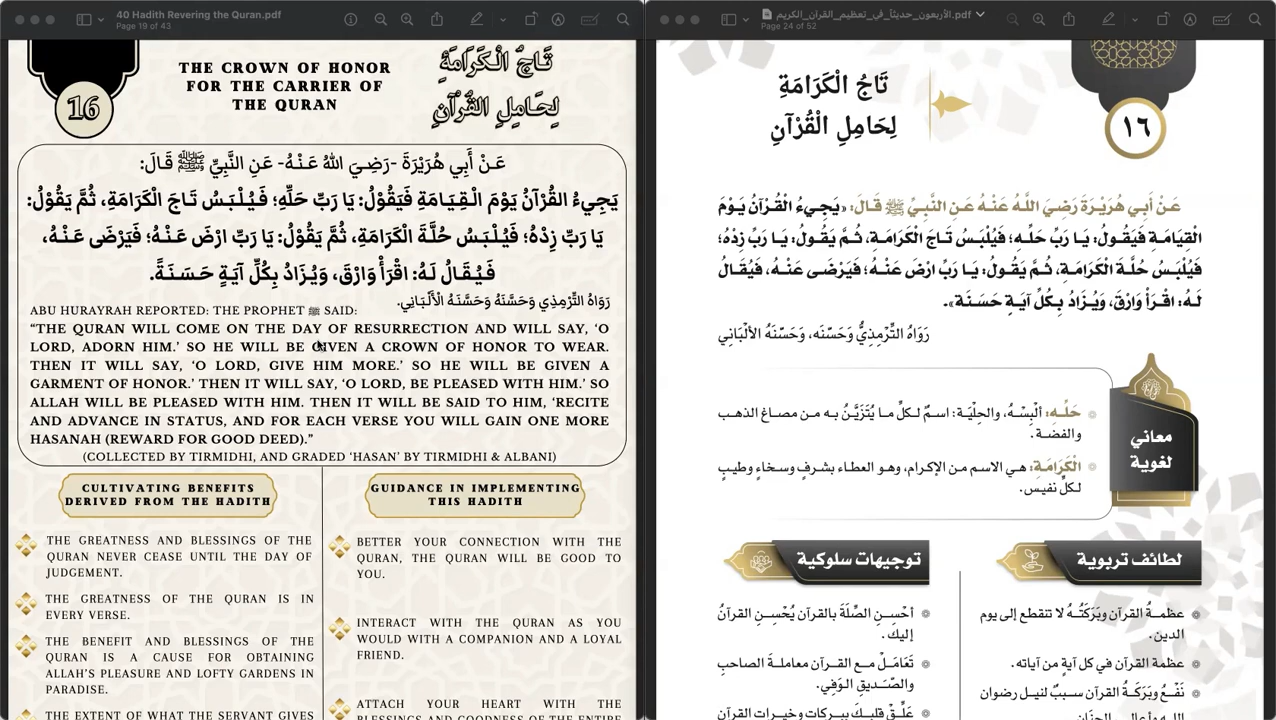 40 Hadith Revering the Quran.pdf
Page 19 of 43
THE CROWN OF HONOR
FOR THE CARRIER OF
THE QURAN
تَاجُ الْكَرَامَةِ
لِحَامِلِ الْقُرْآنِ
16
عَنْ أَبِي هُرَيْرَةَ -رَضِيَ اللهُ عَنْهُ- عَنِ النَّبِيِّ ﷺ قَالَ:
يَجِيءُ القُرْآنُ يَوْمَ الْقِيَامَةِ فَيَقُولُ: يَا رَبِّ حَلِّهِ؛ فَيُلْبَسُ تَاجَ الْكَرَامَةِ، ثُمَّ يَقُولُ:
يَا رَبِّ زِدْهُ؛ فَيُلْبَسُ حُلَّةَ الْكَرَامَةِ، ثُمَّ يَقُولُ: يَا رَبِّ ارْضَ عَنْهُ؛ فَيَرْضَى عَنْهُ،
فَيُقَالُ لَهُ: اقْرَأْ وَارْقَ، وَيُزَادُ بِكُلِّ آيَةٍ حَسَنَةً.
رَوَاهُ التِّرْمِذِي وَحَسَّنَهُ وَحَسَّنَهُ الْأَلْبَانِي.
ABU HURAYRAH REPORTED: THE PROPHET ﷺ SAID:
“THE QURAN WILL COME ON THE DAY OF RESURRECTION AND WILL SAY, ‘O
LORD, ADORN HIM.’ SO HE WILL BE GIVEN A CROWN OF HONOR TO WEAR.
THEN IT WILL SAY, ‘O LORD, GIVE HIM MORE.’ SO HE WILL BE GIVEN A
GARMENT OF HONOR.’ THEN IT WILL SAY, ‘O LORD, BE PLEASED WITH HIM.’ SO
ALLAH WILL BE PLEASED WITH HIM. THEN IT WILL BE SAID TO HIM, ‘RECITE
AND ADVANCE IN STATUS, AND FOR EACH VERSE YOU WILL GAIN ONE MORE
HASANAH (REWARD FOR GOOD DEED).”
(COLLECTED BY TIRMIDHI, AND GRADED ‘HASAN’ BY TIRMIDHI & ALBANI)
CULTIVATING BENEFITS
DERIVED FROM THE HADITH
THE GREATNESS AND BLESSINGS OF THE
QURAN NEVER CEASE UNTIL THE DAY OF
JUDGEMENT.
THE GREATNESS OF THE QURAN IS IN
EVERY VERSE.
THE BENEFIT AND BLESSINGS OF THE
QURAN IS A CAUSE FOR OBTAINING
ALLAH’S PLEASURE AND LOFTY GARDENS IN
PARADISE.
THE EXTENT OF WHAT THE SERVANT GIVES
GUIDANCE IN IMPLEMENTING
THIS HADITH
BETTER YOUR CONNECTION WITH THE
QURAN, THE QURAN WILL BE GOOD TO
YOU.
INTERACT WITH THE QURAN AS YOU
WOULD WITH A COMPANION AND A LOYAL
FRIEND.
ATTACH YOUR HEART WITH THE
BLESSINGS AND GOODNESS OF THE ENTIRE
الأربعون_حديثاً_في_تعظيم_القرآن_الكريم.pdf
Page 24 of 52
تَاجُ الْكَرَامَةِ
لِحَامِلِ الْقُرْآنِ
١٦
عَنْ أَبِي هُرَيْرَةَ رَضِيَ اللَّهُ عَنْهُ عَنِ النَّبِيِّ ﷺ قَالَ: «يَجِيءُ الْقُرْآنُ يَوْمَ
الْقِيَامَةِ فَيَقُولُ: يَا رَبِّ حَلِّهِ؛ فَيُلْبَسُ تَاجَ الْكَرَامَةِ، ثُمَّ يَقُولُ: يَا رَبِّ زِدْهُ؛
فَيُلْبَسُ حُلَّةَ الْكَرَامَةِ، ثُمَّ يَقُولُ: يَا رَبِّ ارْضَ عَنْهُ، فَيَرْضَى عَنْهُ، فَيُقَالُ
لَهُ: اقْرَأْ وَارْقَ، وَيُزَادُ بِكُلِّ آيَةٍ حَسَنَةً».
رَوَاهُ التِّرْمِذِيُّ وَحَسَّنَه، وَحَسّنَهُ الألْبَانِي
معاني
لغوية
حَلِّهِ: ألْبِسْهُ، والحِلْيَة: اسمٌ لكلِّ ما يُتَزَيَّنُ به من مصاغ الذهب
والفضة.
الْكَرَامَةِ: هي الاسم من الإكرام، وهو العطاء بشرفٍ وسخاءٍ وطيبٍ
لكلِّ نفيس.
لطائف تربوية
عظمةُ القرآن وبَرَكَتُهُ لا تنقطع إلى يوم
الدين.
عظمة القرآن في كل آيةٍ من آياته.
نَفْعُ وبَرَكَةُ القرآن سببٌ لنيل رضوان
توجيهات سلوكية
أحْسِنِ الصِّلَةَ بالقرآن يُحْسِنِ القرآنُ
إليك.
تَعَامَلْ مع القرآن معاملةَ الصاحبِ
والصَّديقِ الوَفِي.
عَلِّقْ قلبَك ببركات وخيرات القرآن